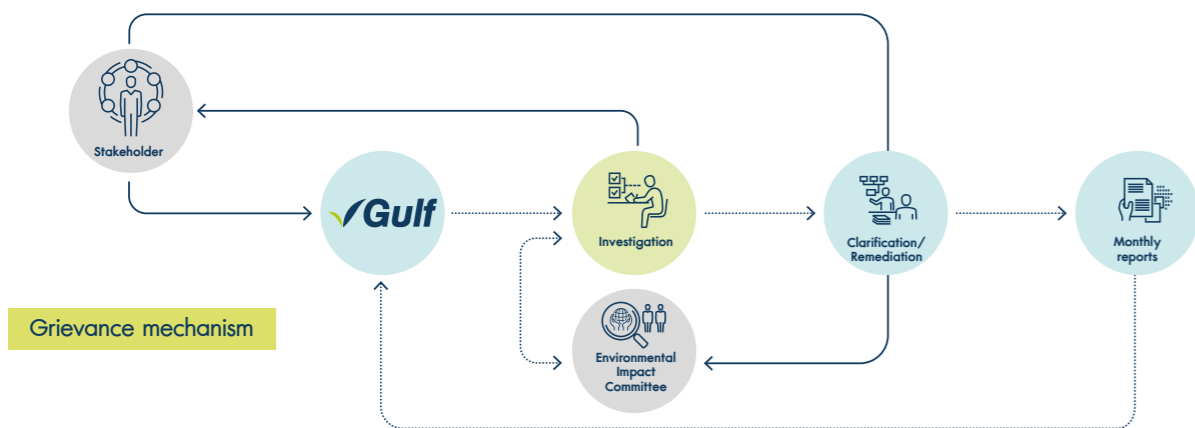 Stakeholder
Gulf
Investigation
Clarification/
Remediation
Monthly
reports
Grievance mechanism
Environmental
Impact
Committee